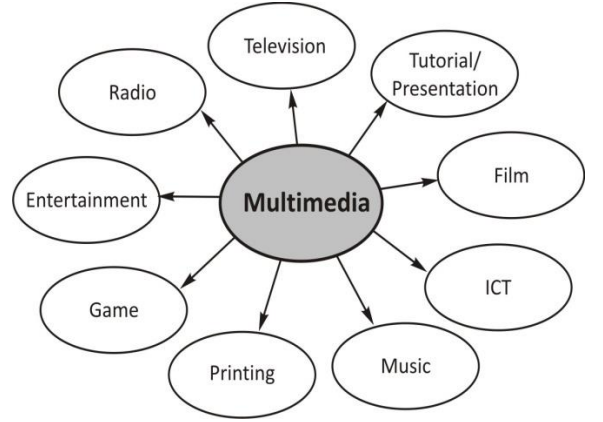 Television
Tutorial/
Presentation
Radio
Film
Entertainment
Multimedia
ICT
Game
Music
Printing